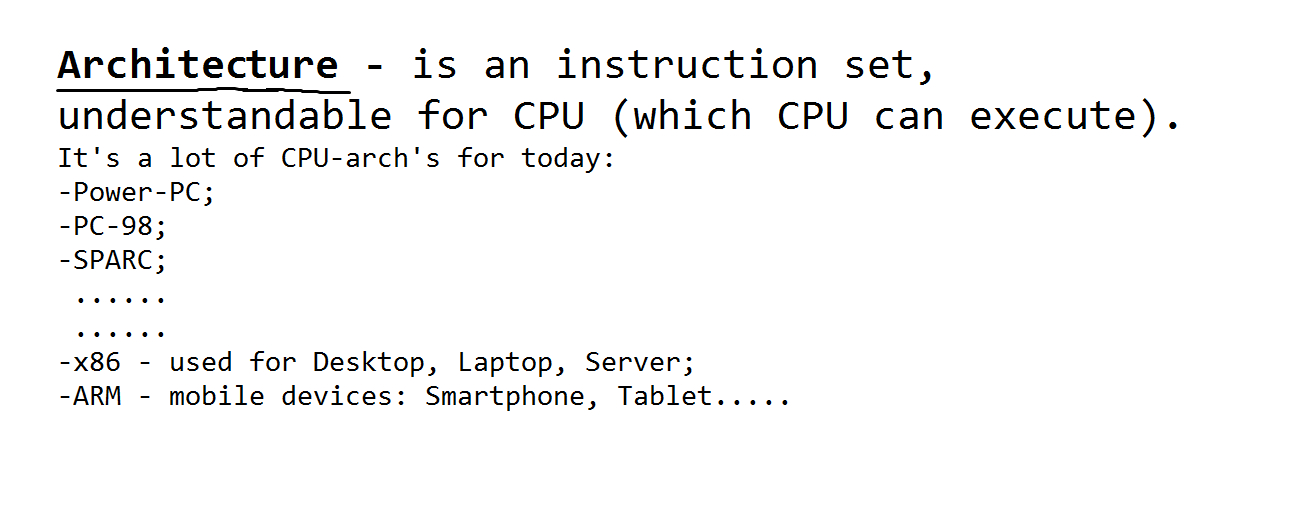 Architecture - is an instruction set,
understandable for CPU (which CPU can execute).
It's a lot of CPU-arch's for today:
-Power-PC;
-PC-98;
-SPARC;
......
......
-x86 - used for Desktop, Laptop, Server;
-ARM - mobile devices: Smartphone, Tablet.....